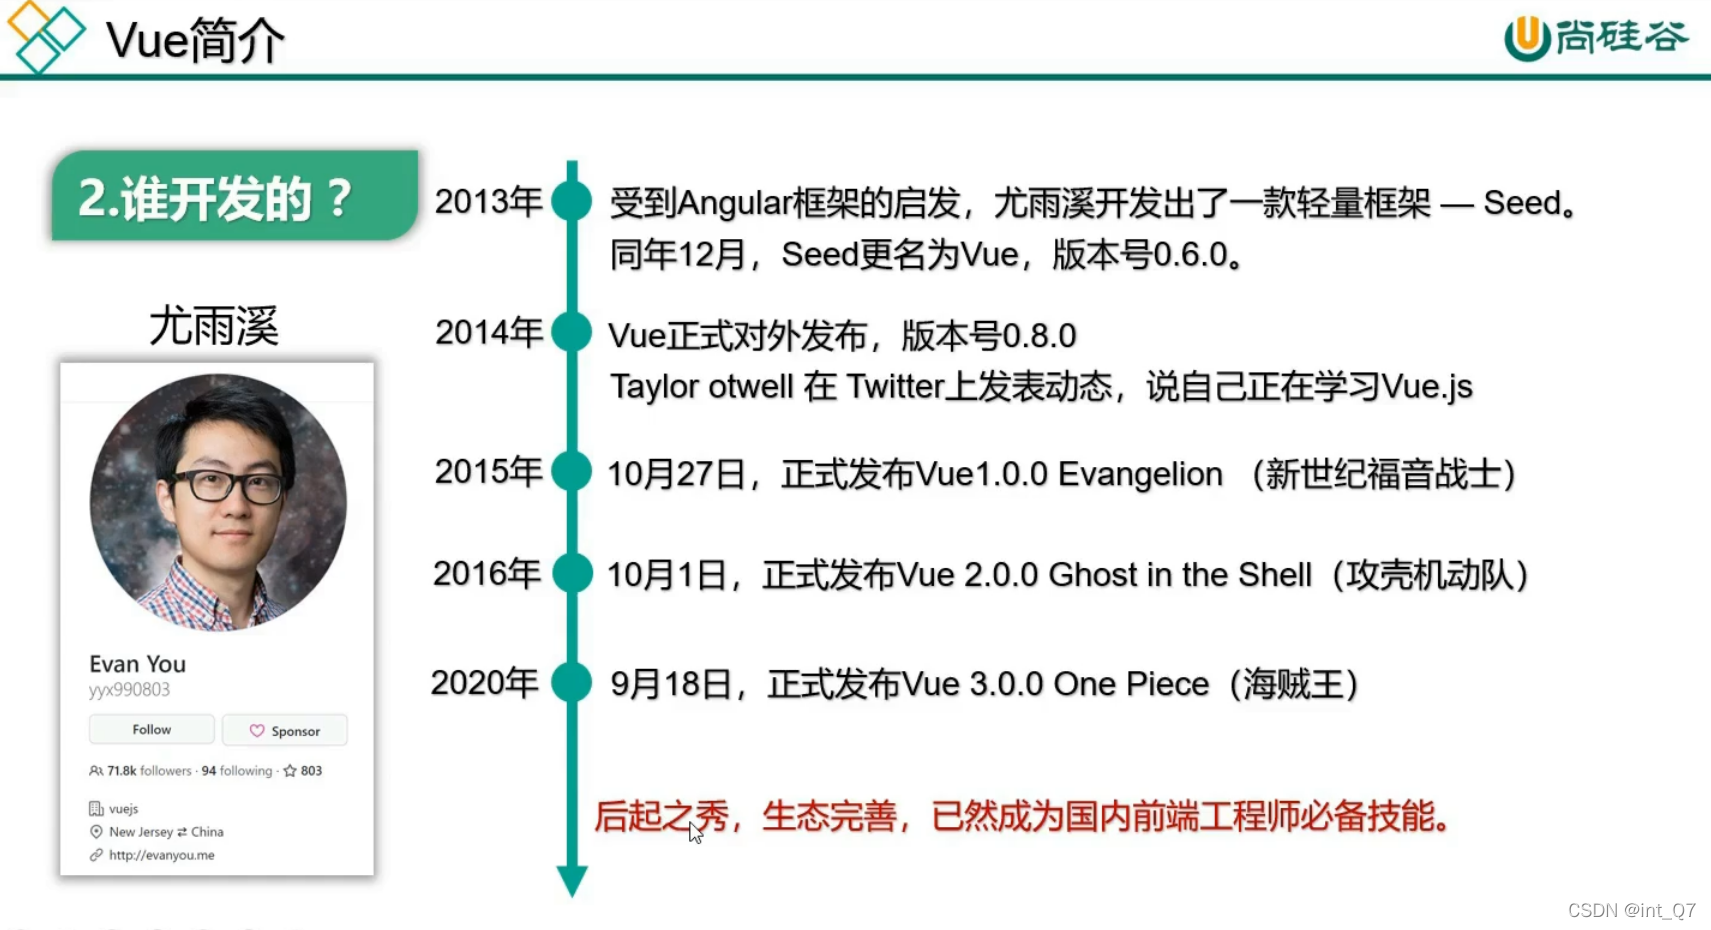 Vue简介
尚硅谷
2.谁开发的？
尤雨溪
Evan You
yyx990803
Follow
Sponsor
71.8k followers · 94 following · 803
vuejs
New Jersey ⇄ China
http://evanyou.me
2013年
受到Angular框架的启发，尤雨溪开发出了一款轻量框架 — Seed。
同年12月，Seed更名为Vue，版本号0.6.0。
2014年
Vue正式对外发布，版本号0.8.0
Taylor otwell 在 Twitter上发表动态，说自己正在学习Vue.js
2015年
10月27日，正式发布Vue1.0.0 Evangelion （新世纪福音战士）
2016年
10月1日，正式发布Vue 2.0.0 Ghost in the Shell（攻壳机动队）
2020年
9月18日，正式发布Vue 3.0.0 One Piece（海贼王）
后起之秀，生态完善，已然成为国内前端工程师必备技能。
CSDN @int_Q7